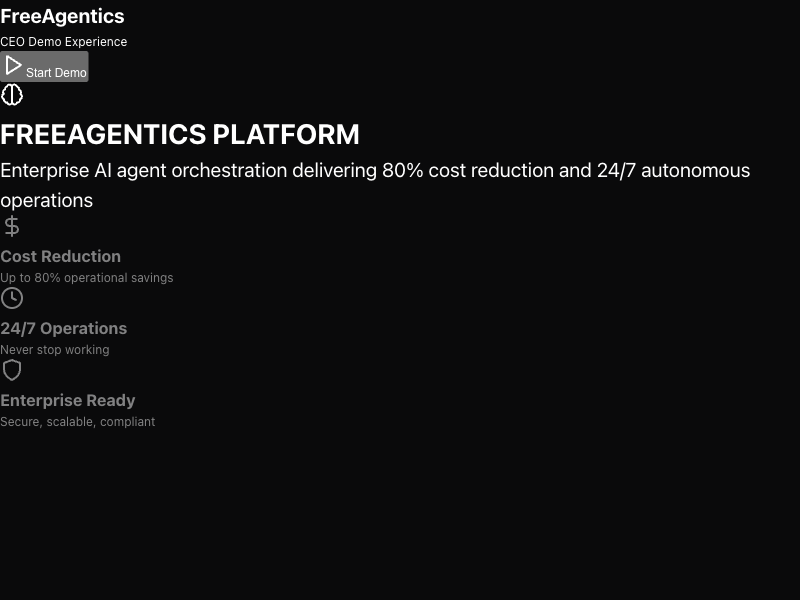 FreeAgentics
CEO Demo Experience
Start Demo
FREEAGENTICS PLATFORM
Enterprise AI agent orchestration delivering 80% cost reduction and 24/7 autonomous
operations
Cost Reduction
Up to 80% operational savings
24/7 Operations
Never stop working
Enterprise Ready
Secure, scalable, compliant